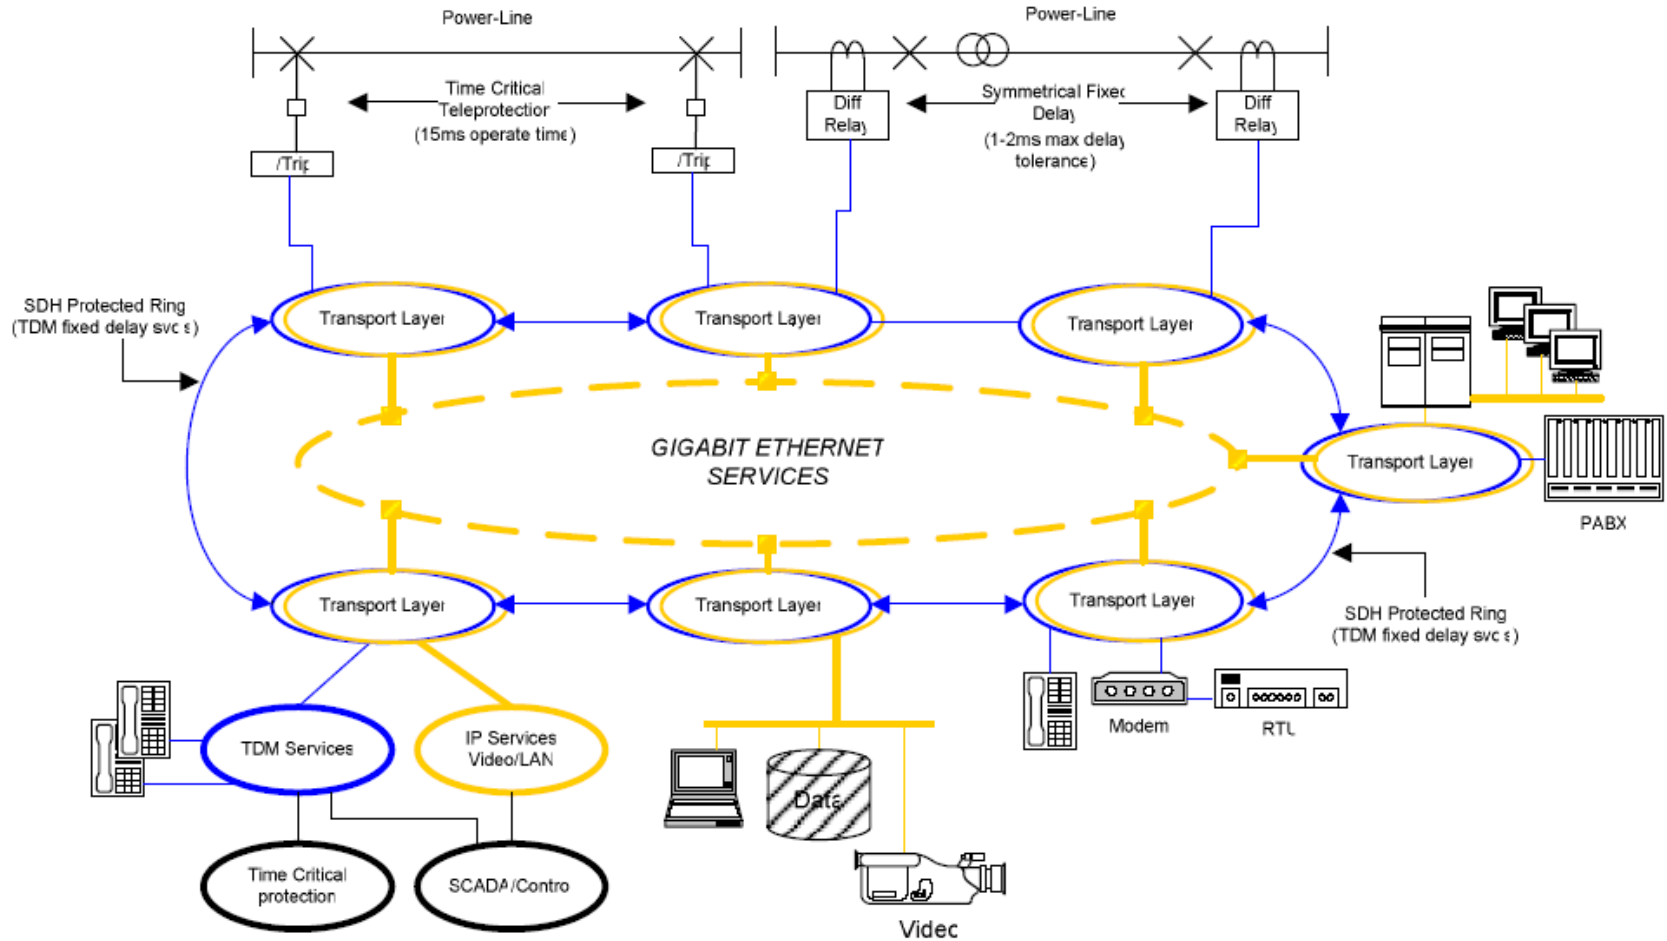 Power-Line
Power-Line
Time Critical
Teleprotection
(15ms operate time)
Symmetrical Fixed
Delay
(1-2ms max delay
tolerance)
Diff
Relay
Diff
Relay
/Trip
/Trip
SDH Protected Ring
(TDM fixed delay svc s)
Transport Layer
Transport Layer
Transport Layer
GIGABIT ETHERNET
SERVICES
Transport Layer
PABX
Transport Layer
Transport Layer
Transport Layer
SDH Protected Ring
(TDM fixed delay svc s)
TDM Services
IP Services
Video/LAN
Modem
RTU
Data
Time Critical
protection
SCADA/Control
Video